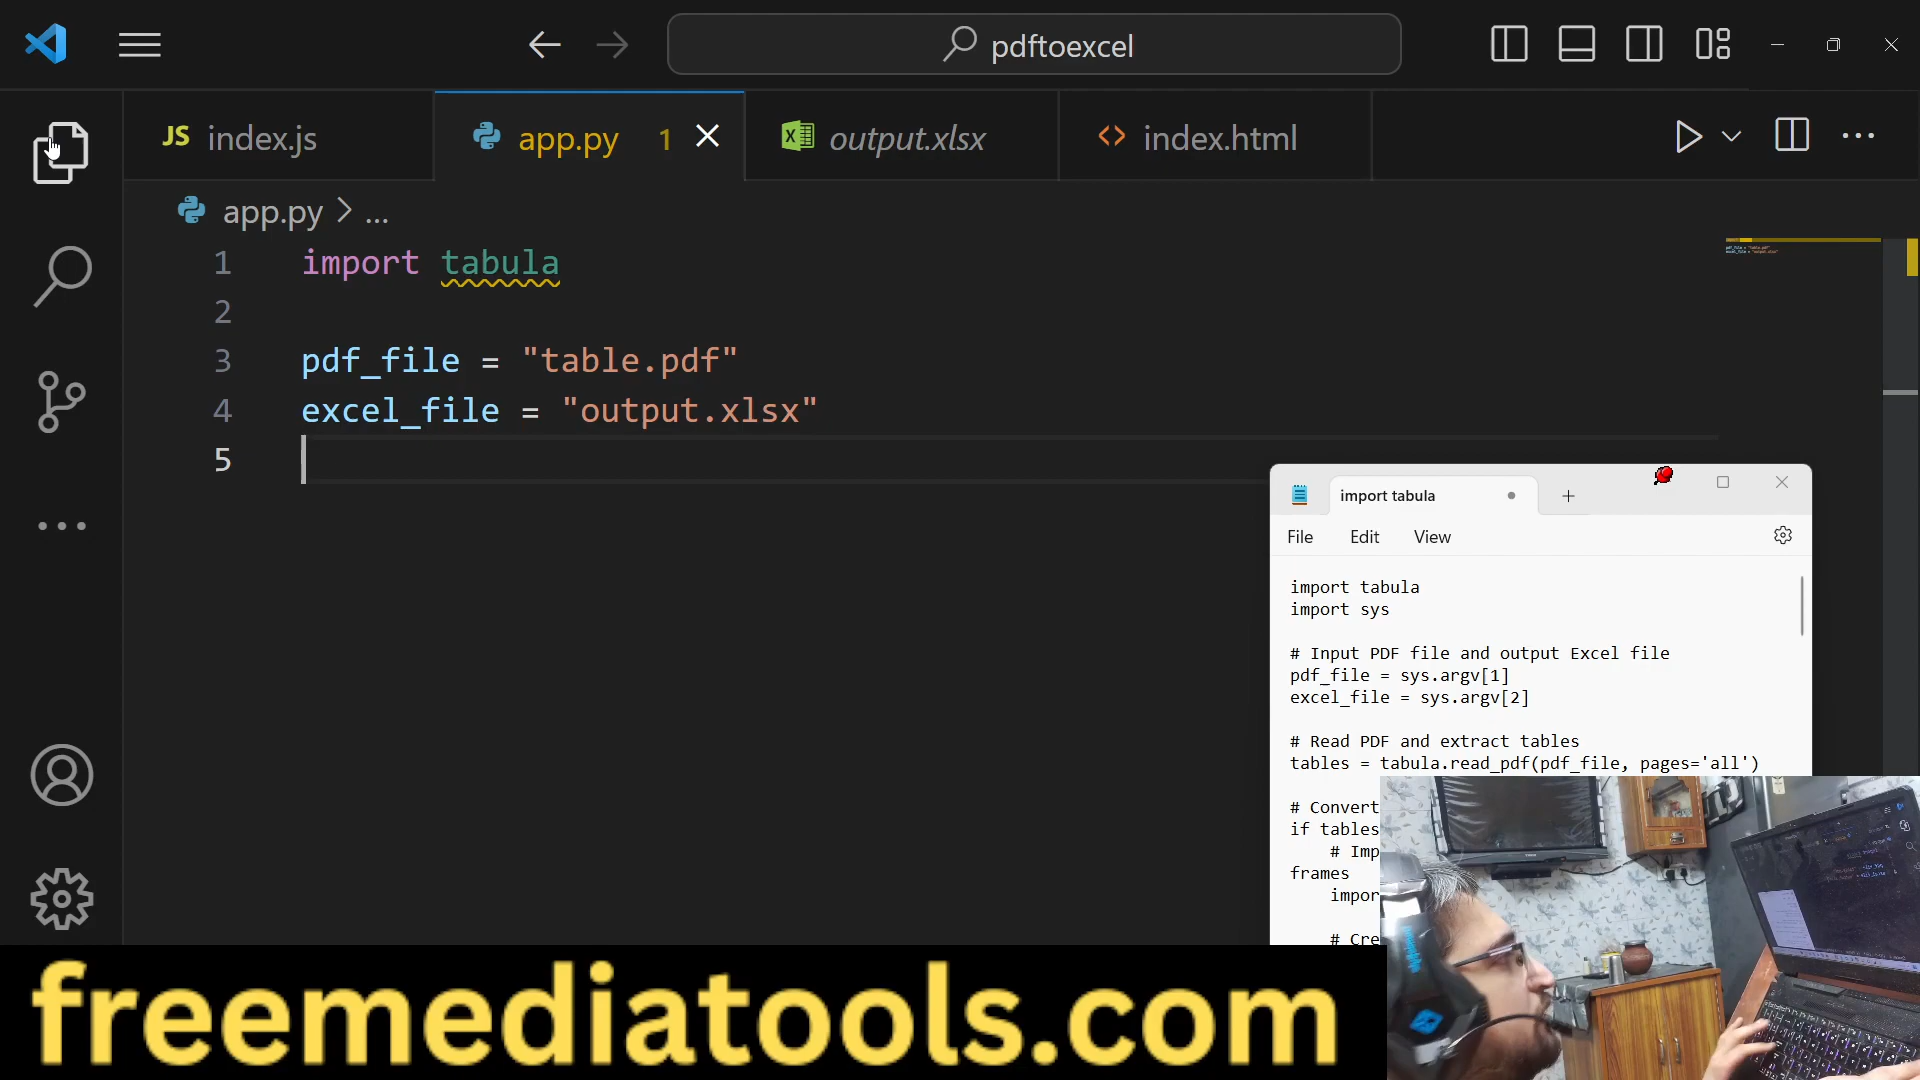 pdftoexcel
JS index.js
app.py 1
output.xlsx
index.html
app.py > ...
1 import tabula
2
3 pdf_file = "table.pdf"
4 excel_file = "output.xlsx"
5
import tabula
File Edit View
import tabula
import sys
# Input PDF file and output Excel file
pdf_file = sys.argv[1]
excel_file = sys.argv[2]
# Read PDF and extract tables
tables = tabula.read_pdf(pdf_file, pages='all')
# Convert
if tables
# Imp
frames
impor
# Cre
freemediatools.com